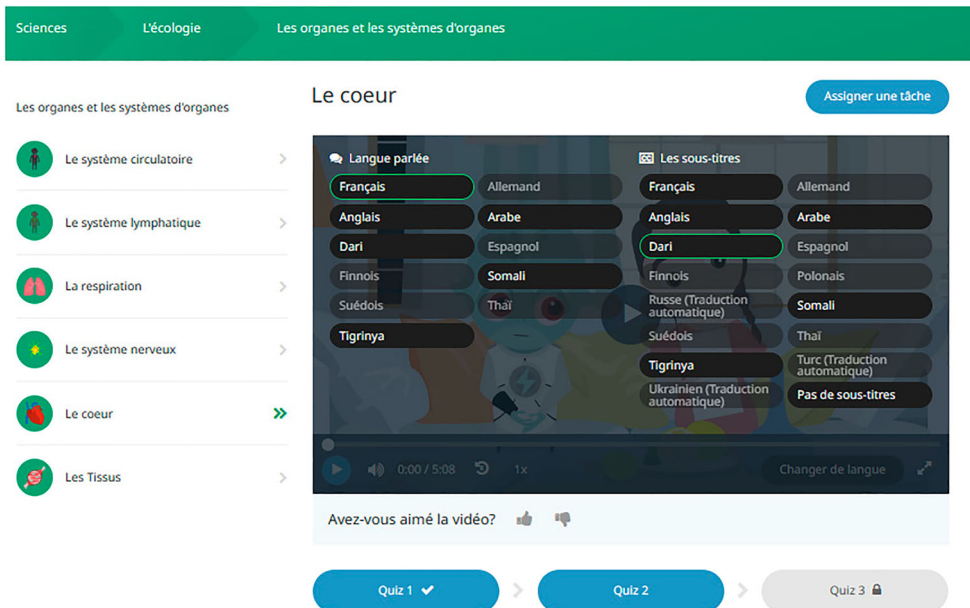 Sciences
L'écologie
Les organes et les systèmes d'organes
Les organes et les systèmes d'organes
Le système circulatoire
Le système lymphatique
La respiration
Le système nerveux
Le coeur
Les Tissus
Le coeur
Assigner une tâche
Langue parlée
Français
Allemand
Anglais
Arabe
Dari
Espagnol
Finnois
Somali
Suédois
Thaï
Tigrinya
Les sous-titres
Français
Allemand
Anglais
Arabe
Dari
Espagnol
Finnois
Polonais
Russe (Traduction
automatique)
Somali
Suédois
Thaï
Tigrinya
Turc (Traduction
automatique)
Ukrainien (Traduction
automatique)
Pas de sous-titres
0:00 / 5:08
1x
Changer de langue
Avez-vous aimé la vidéo?
Quiz 1
Quiz 2
Quiz 3